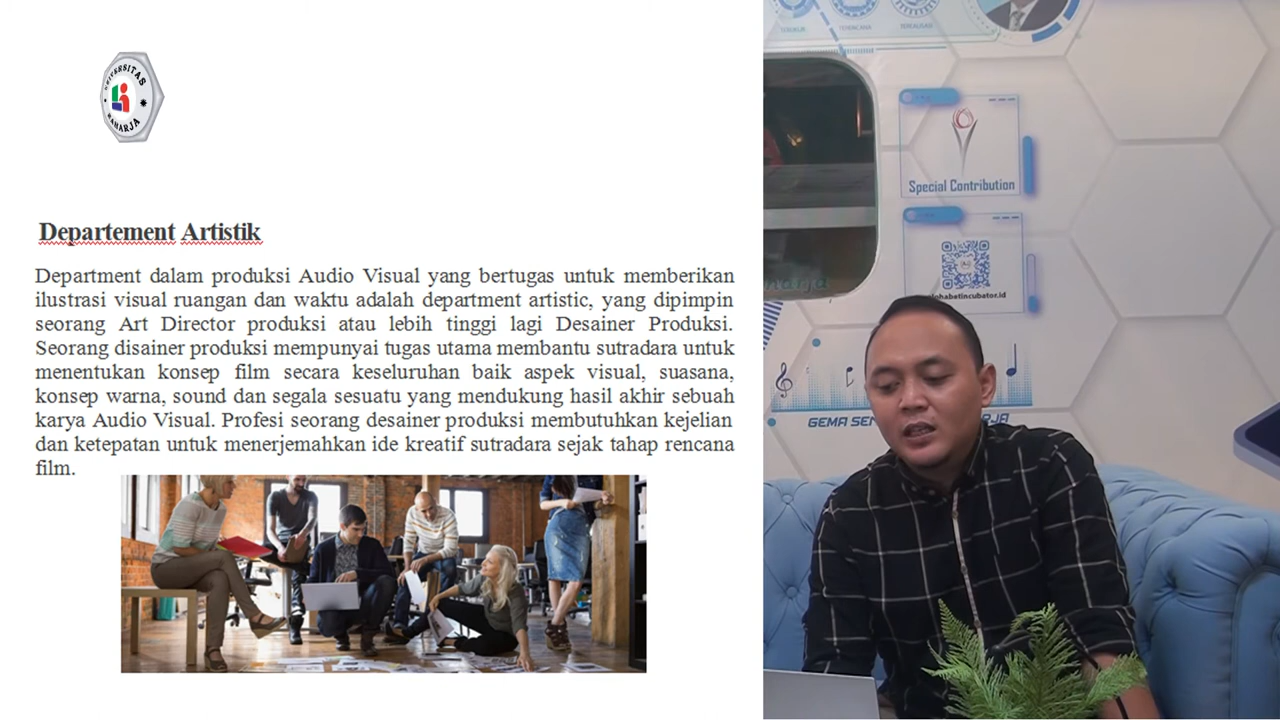 UNIVERSITAS
RAHARJA
Departement Artistik
Department dalam produksi Audio Visual yang bertugas untuk memberikan
ilustrasi visual ruangan dan waktu adalah department artistic, yang dipimpin
seorang Art Director produksi atau lebih tinggi lagi Desainer Produksi.
Seorang disainer produksi mempunyai tugas utama membantu sutradara untuk
menentukan konsep film secara keseluruhan baik aspek visual, suasana,
konsep warna, sound dan segala sesuatu yang mendukung hasil akhir sebuah
karya Audio Visual. Profesi seorang desainer produksi membutuhkan kejelian
dan ketepatan untuk menerjemahkan ide kreatif sutradara sejak tahap rencana
film.
TERUKUR TERENCANA TEREALISASI
Special Contribution
GEMA